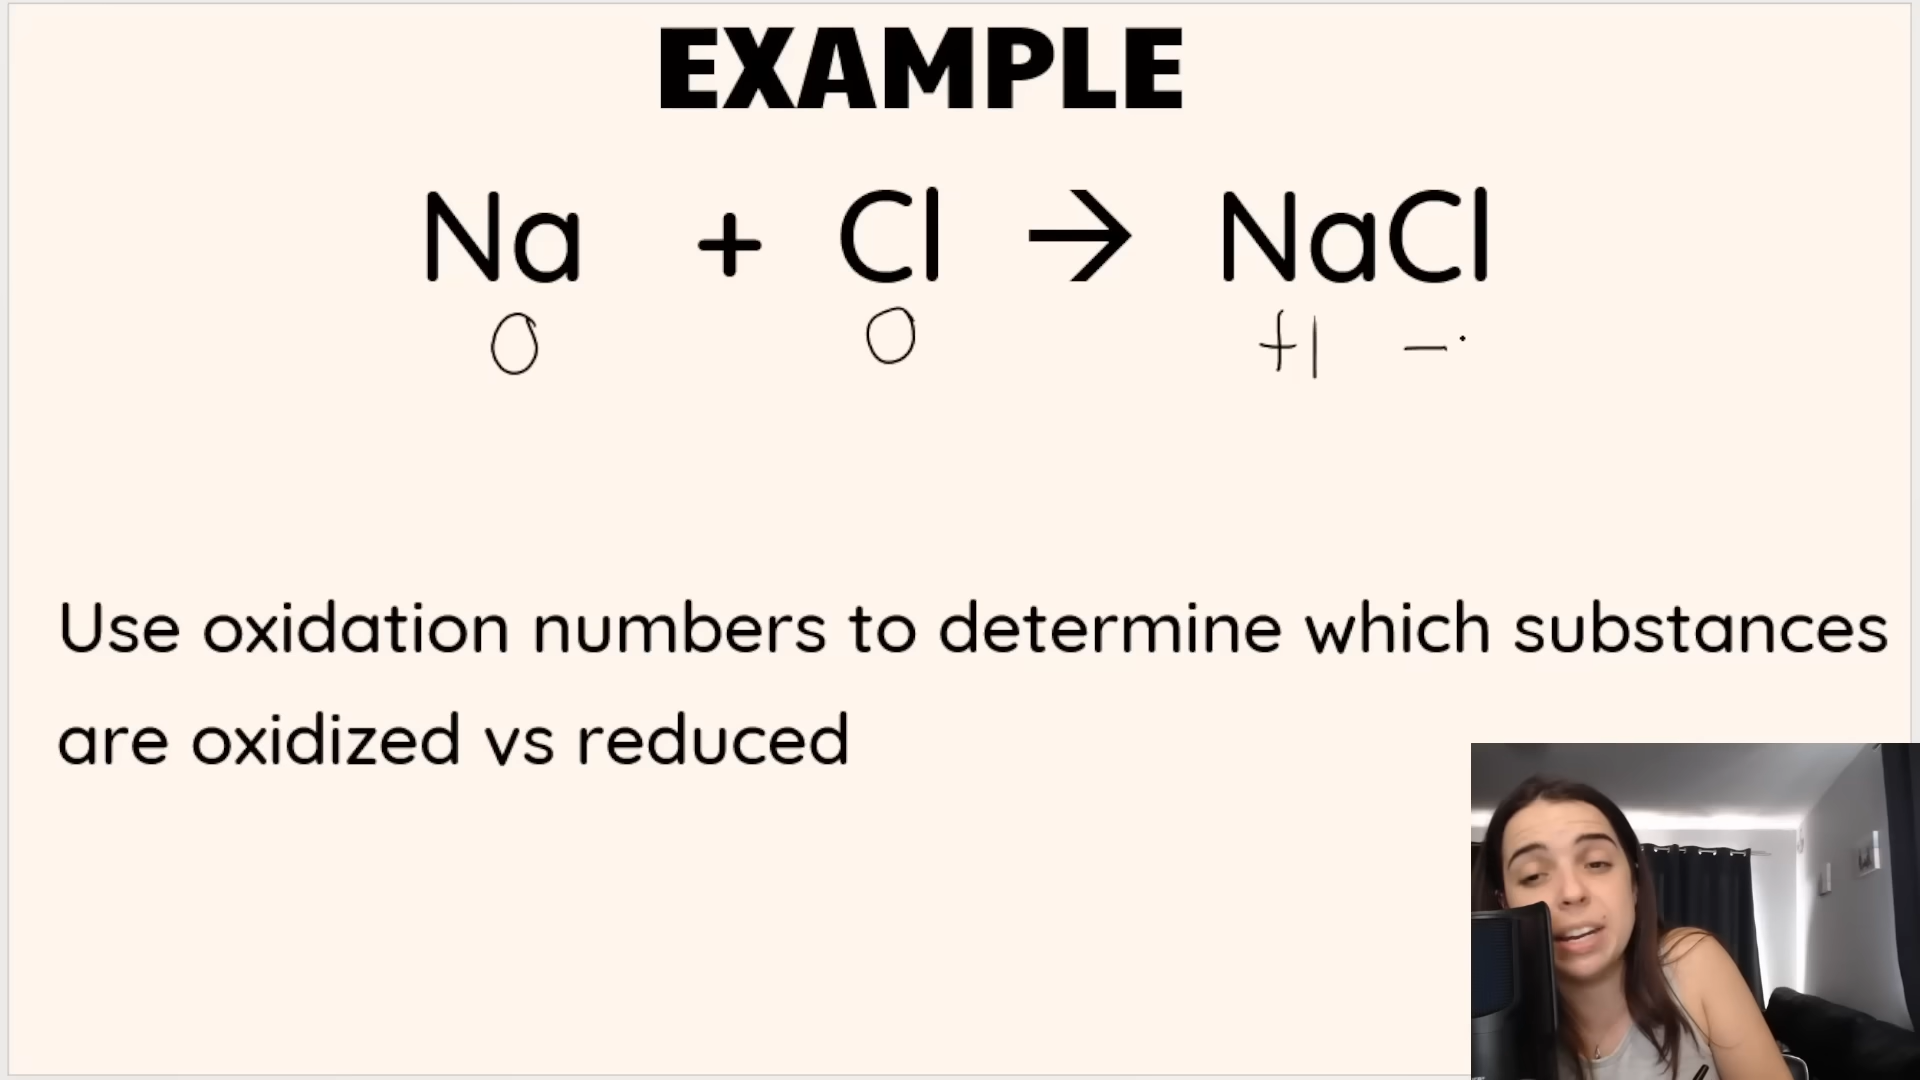 EXAMPLE
Na + Cl → NaCl
0 0 +1 -
Use oxidation numbers to determine which substances
are oxidized vs reduced